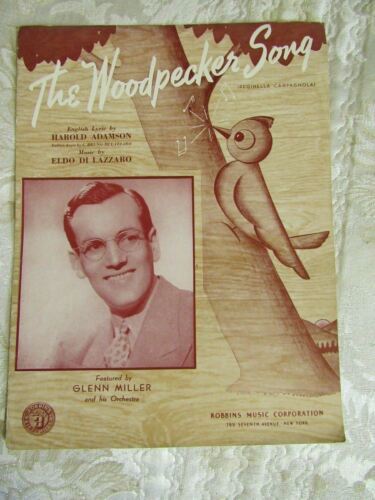 The Woodpecker Song
(REGINELLA CAMPAGNOLA)
English Lyric by
HAROLD ADAMSON
Music by
ELDO DI LAZZARO
Featured by
GLENN MILLER
and his Orchestra
ROBBINS MUSIC CORPORATION
799 SEVENTH AVENUE, NEW YORK